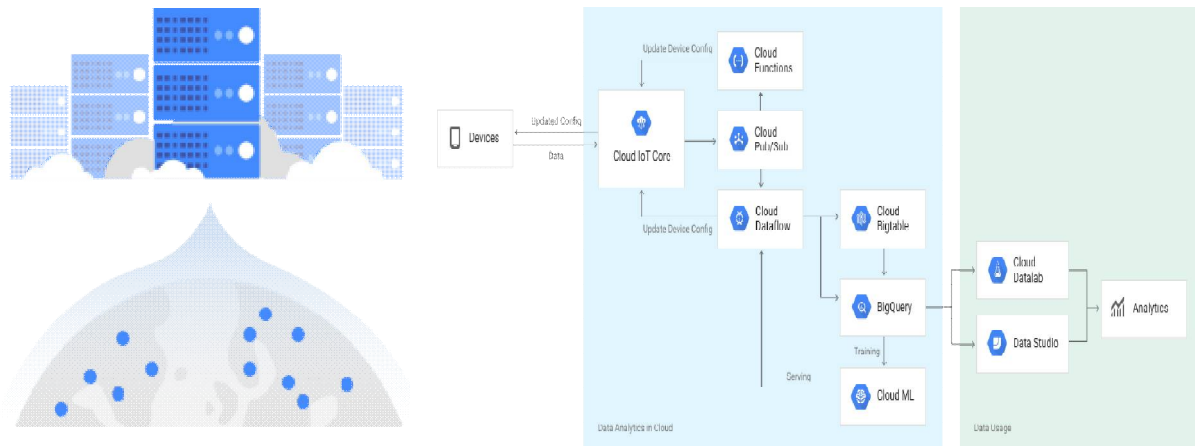 Update Device Config
Cloud
Functions
Devices
Updated Config
Data
Cloud IoT Core
Cloud
Pub/Sub
Update Device Config
Cloud
Dataflow
Cloud
Bigtable
BigQuery
Training
Serving
Cloud ML
Data Analytics in Cloud
Cloud
Datalab
Data Studio
Analytics
Data Usage